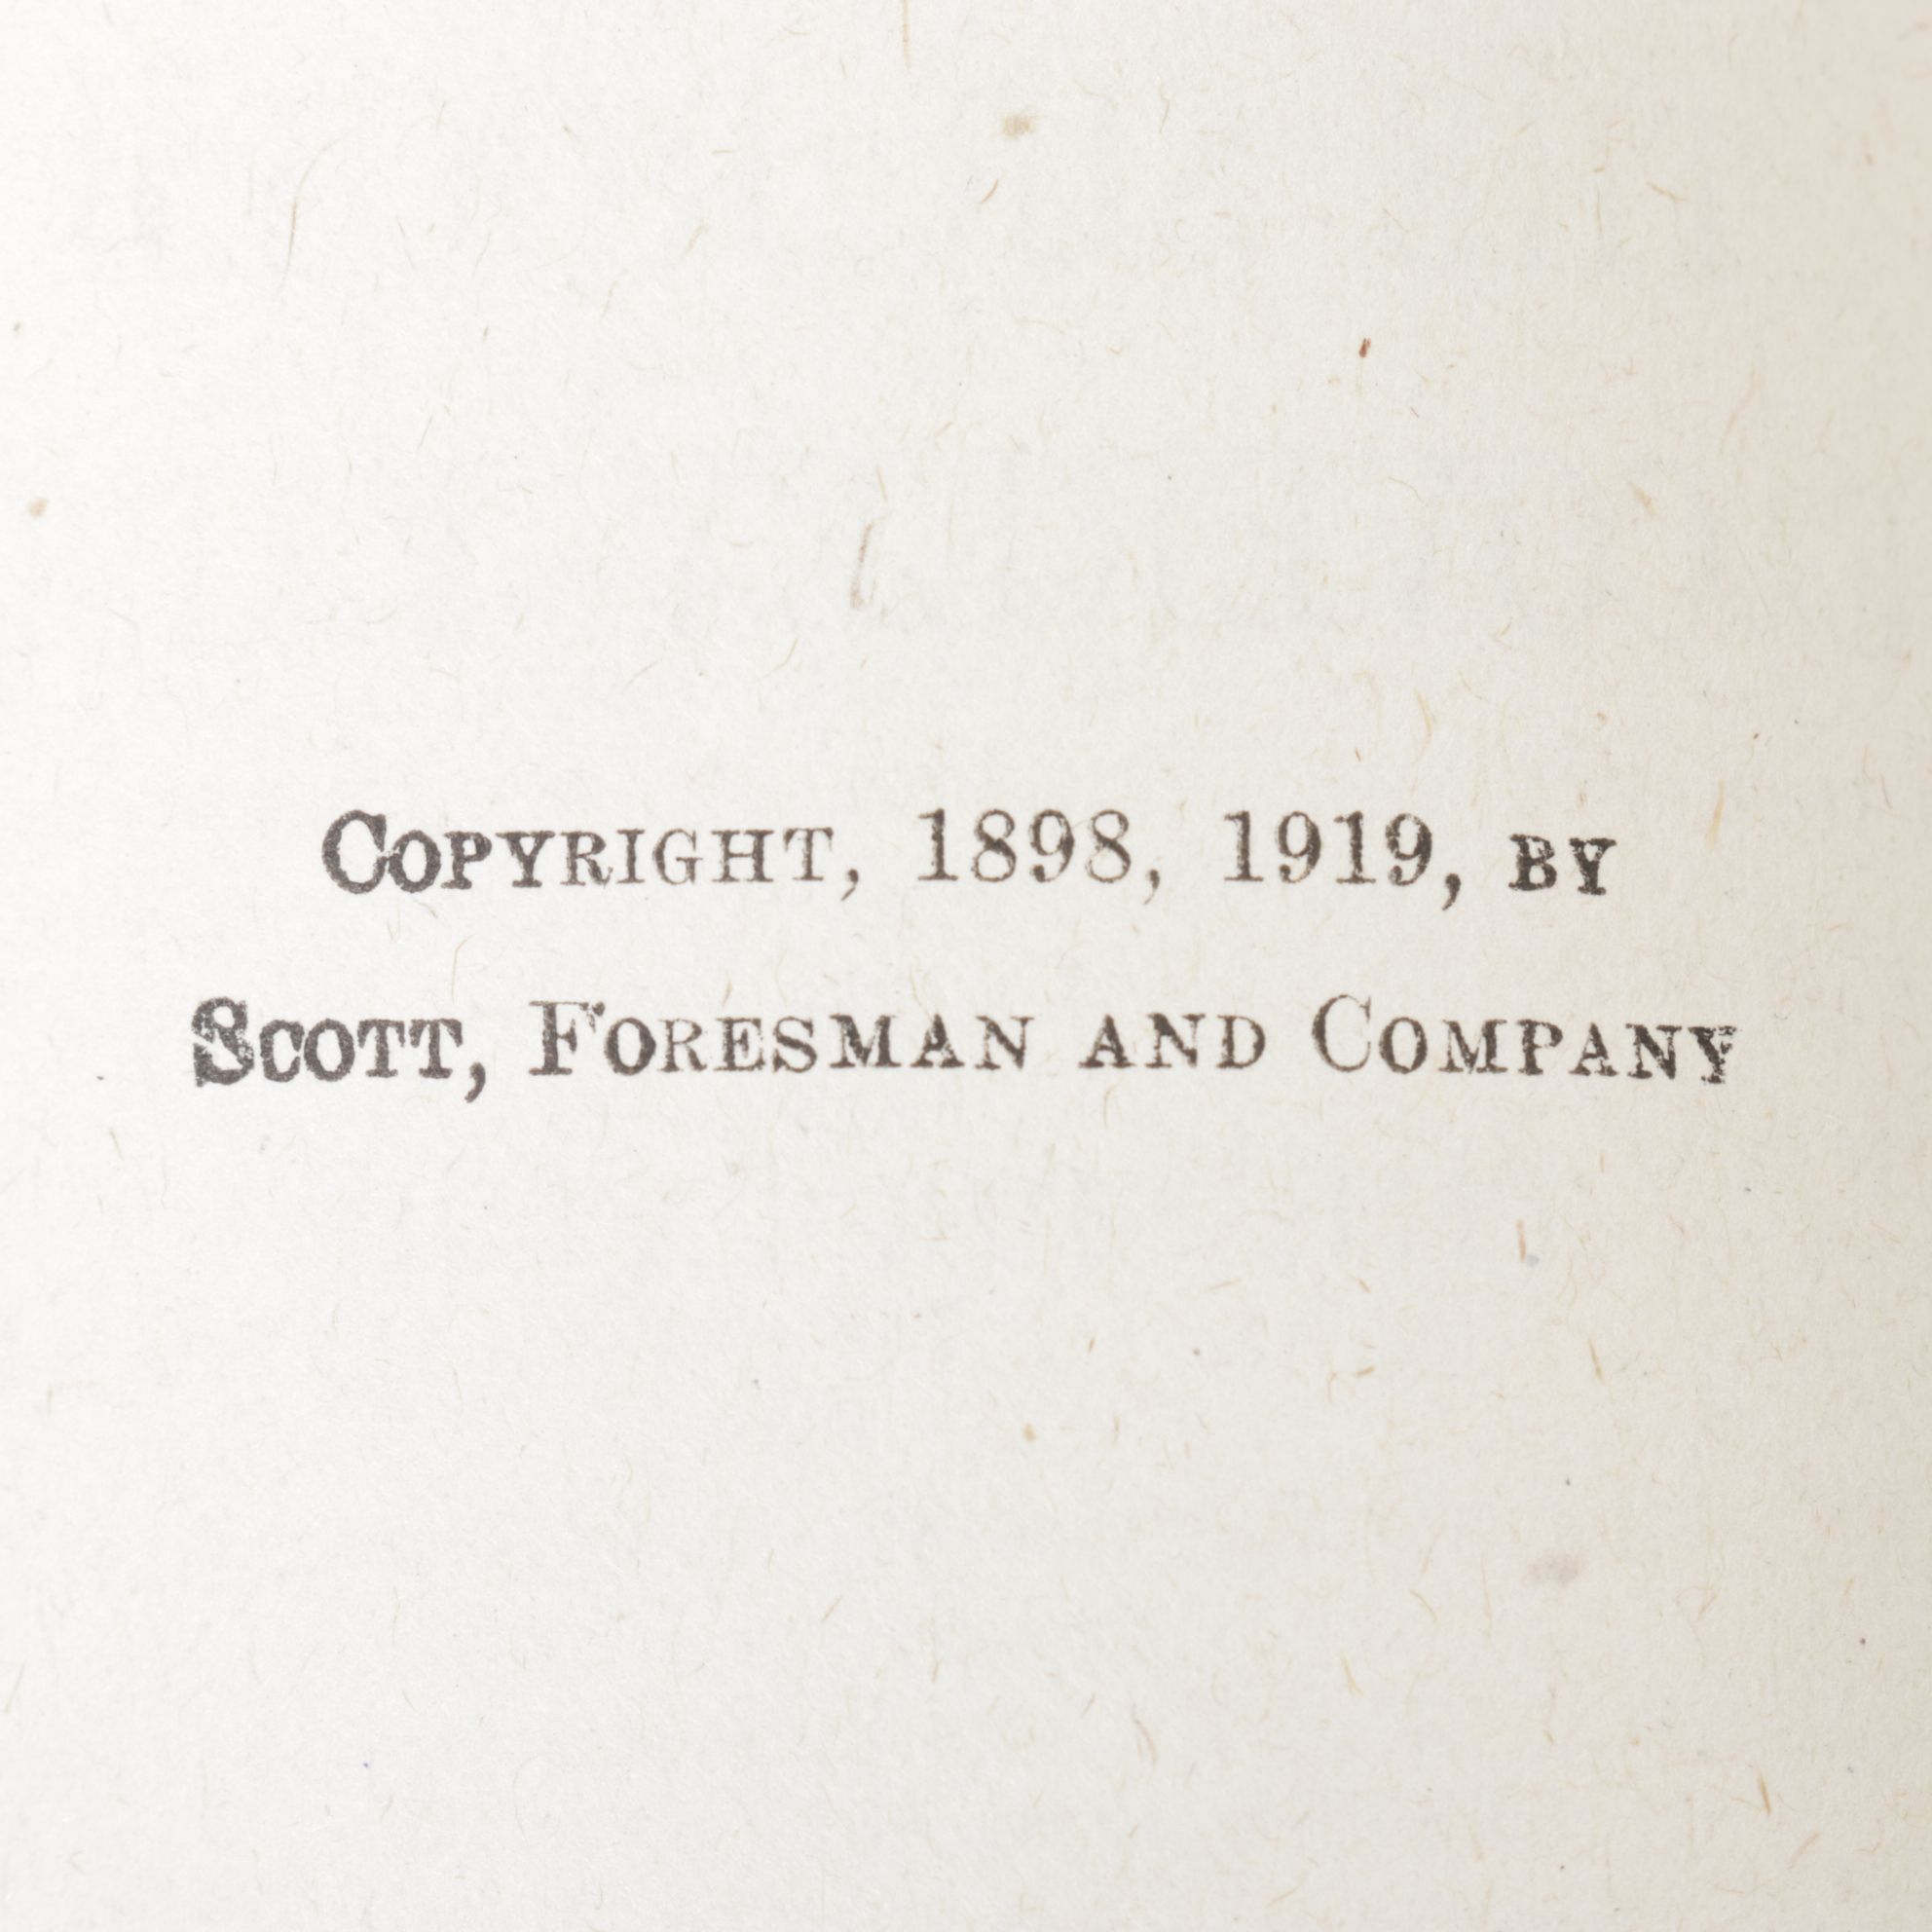 Copyright, 1898, 1919, by
Scott, Foresman and Company